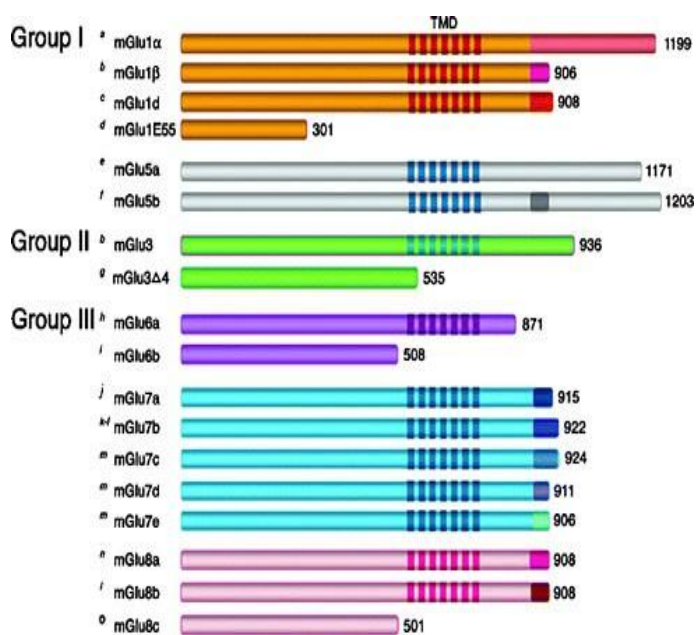 TMD
Group I a mGlu1α 1199
b mGlu1β 906
c mGlu1d 908
d mGlu1E55 301
e mGlu5a 1171
f mGlu5b 1203
Group II b mGlu3 936
g mGlu3Δ4 535
Group III h mGlu6a 871
i mGlu6b 508
j mGlu7a 915
k-l mGlu7b 922
m mGlu7c 924
m mGlu7d 911
m mGlu7e 906
n mGlu8a 908
l mGlu8b 908
o mGlu8c 501